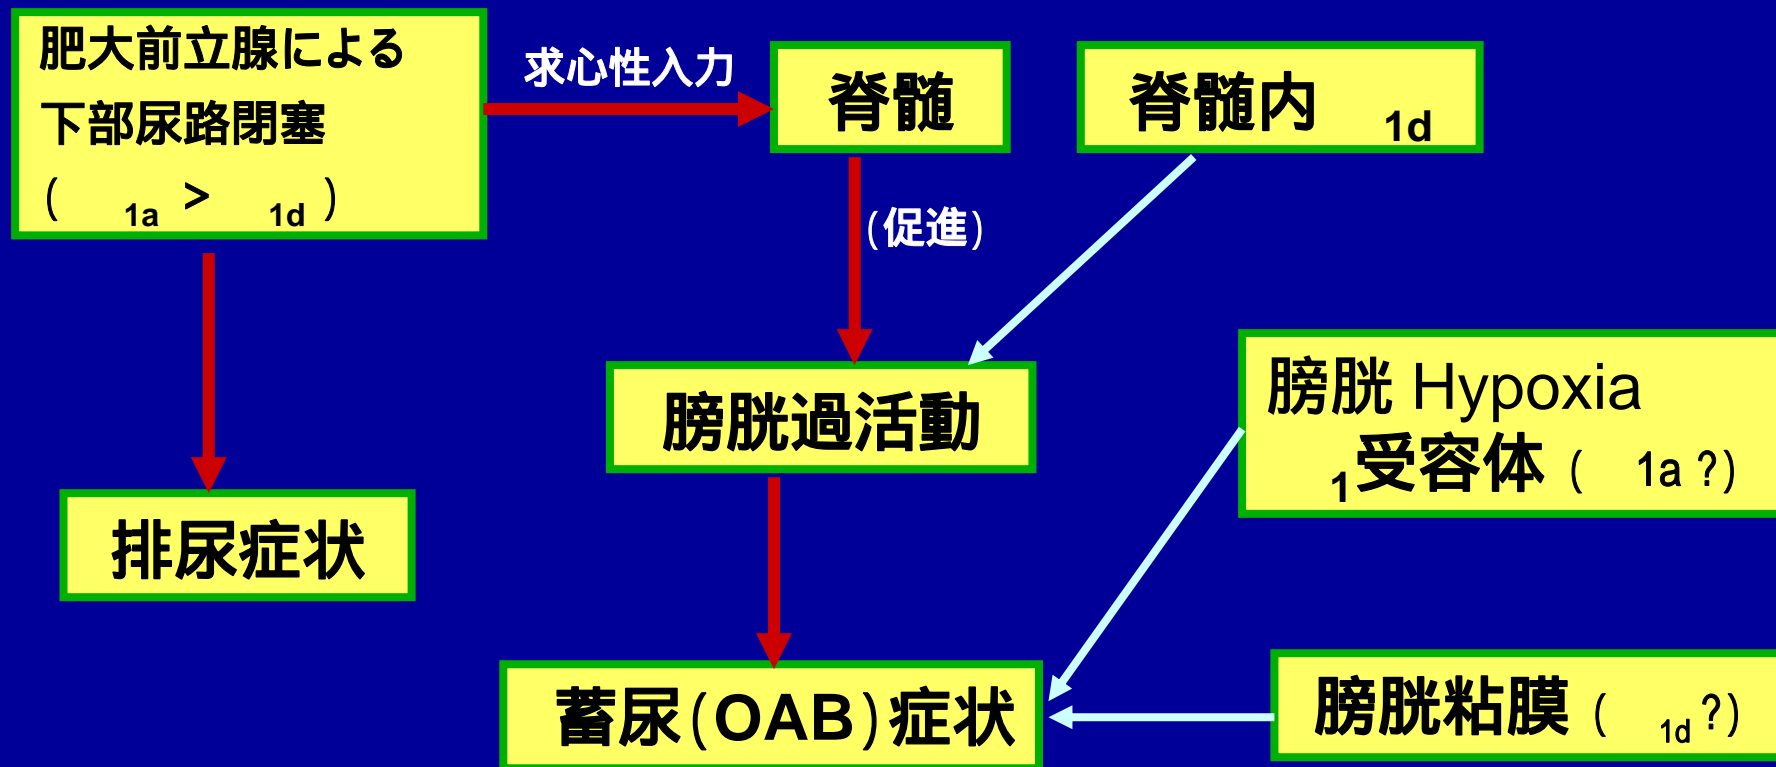 肥大前立腺による
下部尿路閉塞
( 1a > 1d )
求心性入力
脊髄
脊髄内 1d
(促進)
膀胱過活動
膀胱 Hypoxia
1受容体 ( 1a ?)
排尿症状
蓄尿(OAB)症状
膀胱粘膜 ( 1d ?)